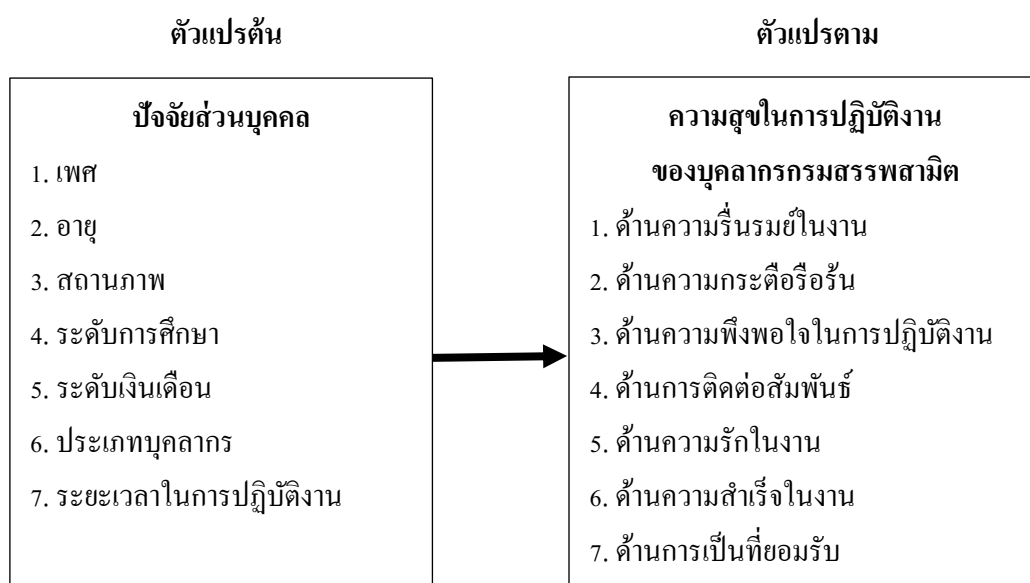 ตัวแปรต้น
ปัจจัยส่วนบุคคล
1. เพศ
2. อายุ
3. สถานภาพ
4. ระดับการศึกษา
5. ระดับเงินเดือน
6. ประเภทบุคลากร
7. ระยะเวลาในการปฏิบัติงาน
ตัวแปรตาม
ความสุขในการปฏิบัติงาน
ของบุคลากรกรมสรรพสามิต
1. ด้านความรื่นรมย์ในงาน
2. ด้านความกระตือรือร้น
3. ด้านความพึงพอใจในการปฏิบัติงาน
4. ด้านการติดต่อสัมพันธ์
5. ด้านความรักในงาน
6. ด้านความสำเร็จในงาน
7. ด้านการเป็นที่ยอมรับ